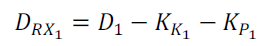 D_{RX_1} = D_1 − K_{K_1} − K_{P_1}